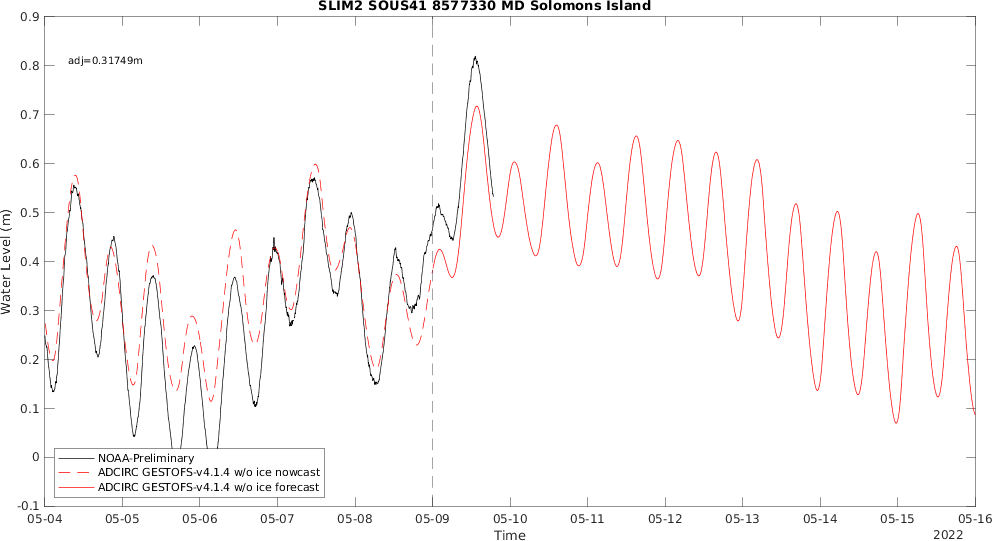 SLIM2 SOUS41 8577330 MD Solomons Island
adj=0.31749m
Water Level (m)
0.9
0.8
0.7
0.6
0.5
0.4
0.3
0.2
0.1
0
-0.1
NOAA-Preliminary
ADCIRC GESTOFS-v4.1.4 w/o ice nowcast
ADCIRC GESTOFS-v4.1.4 w/o ice forecast
05-04 05-05 05-06 05-07 05-08 05-09 05-10 05-11 05-12 05-13 05-14 05-15 05-16
Time
2022